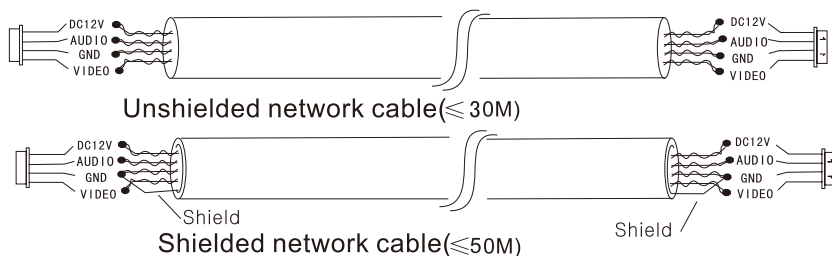 DC12V DC12V
AUDIO AUDIO
GND GND
VIDEO VIDEO
Unshielded network cable(≤ 30M)
DC12V DC12V
AUDIO AUDIO
GND GND
VIDEO VIDEO
Shield Shield
Shielded network cable(≤50M)